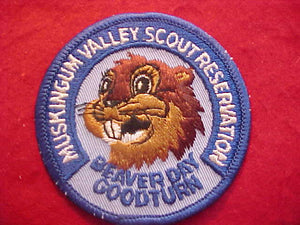 MUSKINGUM VALLEY SCOUT RESERVATION
BEAVER DAY
GOODTURN